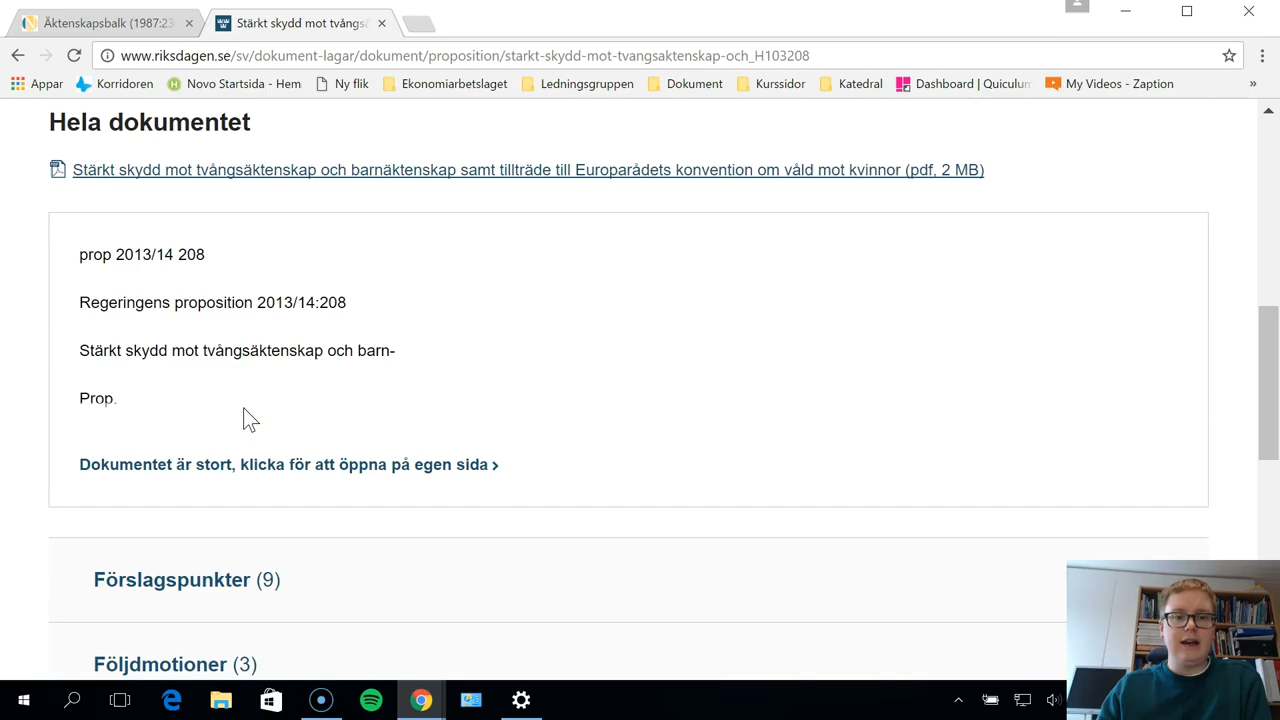 Äktenskapsbalk (1987:23
Stärkt skydd mot tvångsä
www.riksdagen.se/sv/dokument-lagar/dokument/proposition/starkt-skydd-mot-tvangsaktenskap-och_H103208
Appar Korridoren Novo Startsida - Hem Ny flik Ekonomiarbetslaget Ledningsgruppen Dokument Kurssidor Katedral Dashboard | Quiculum My Videos - Zaption »
Hela dokumentet
Stärkt skydd mot tvångsäktenskap och barnäktenskap samt tillträde till Europarådets konvention om våld mot kvinnor (pdf, 2 MB)
prop 2013/14 208
Regeringens proposition 2013/14:208
Stärkt skydd mot tvångsäktenskap och barn-
Prop.
Dokumentet är stort, klicka för att öppna på egen sida ›
Förslagspunkter (9)
Följdmotioner (3)